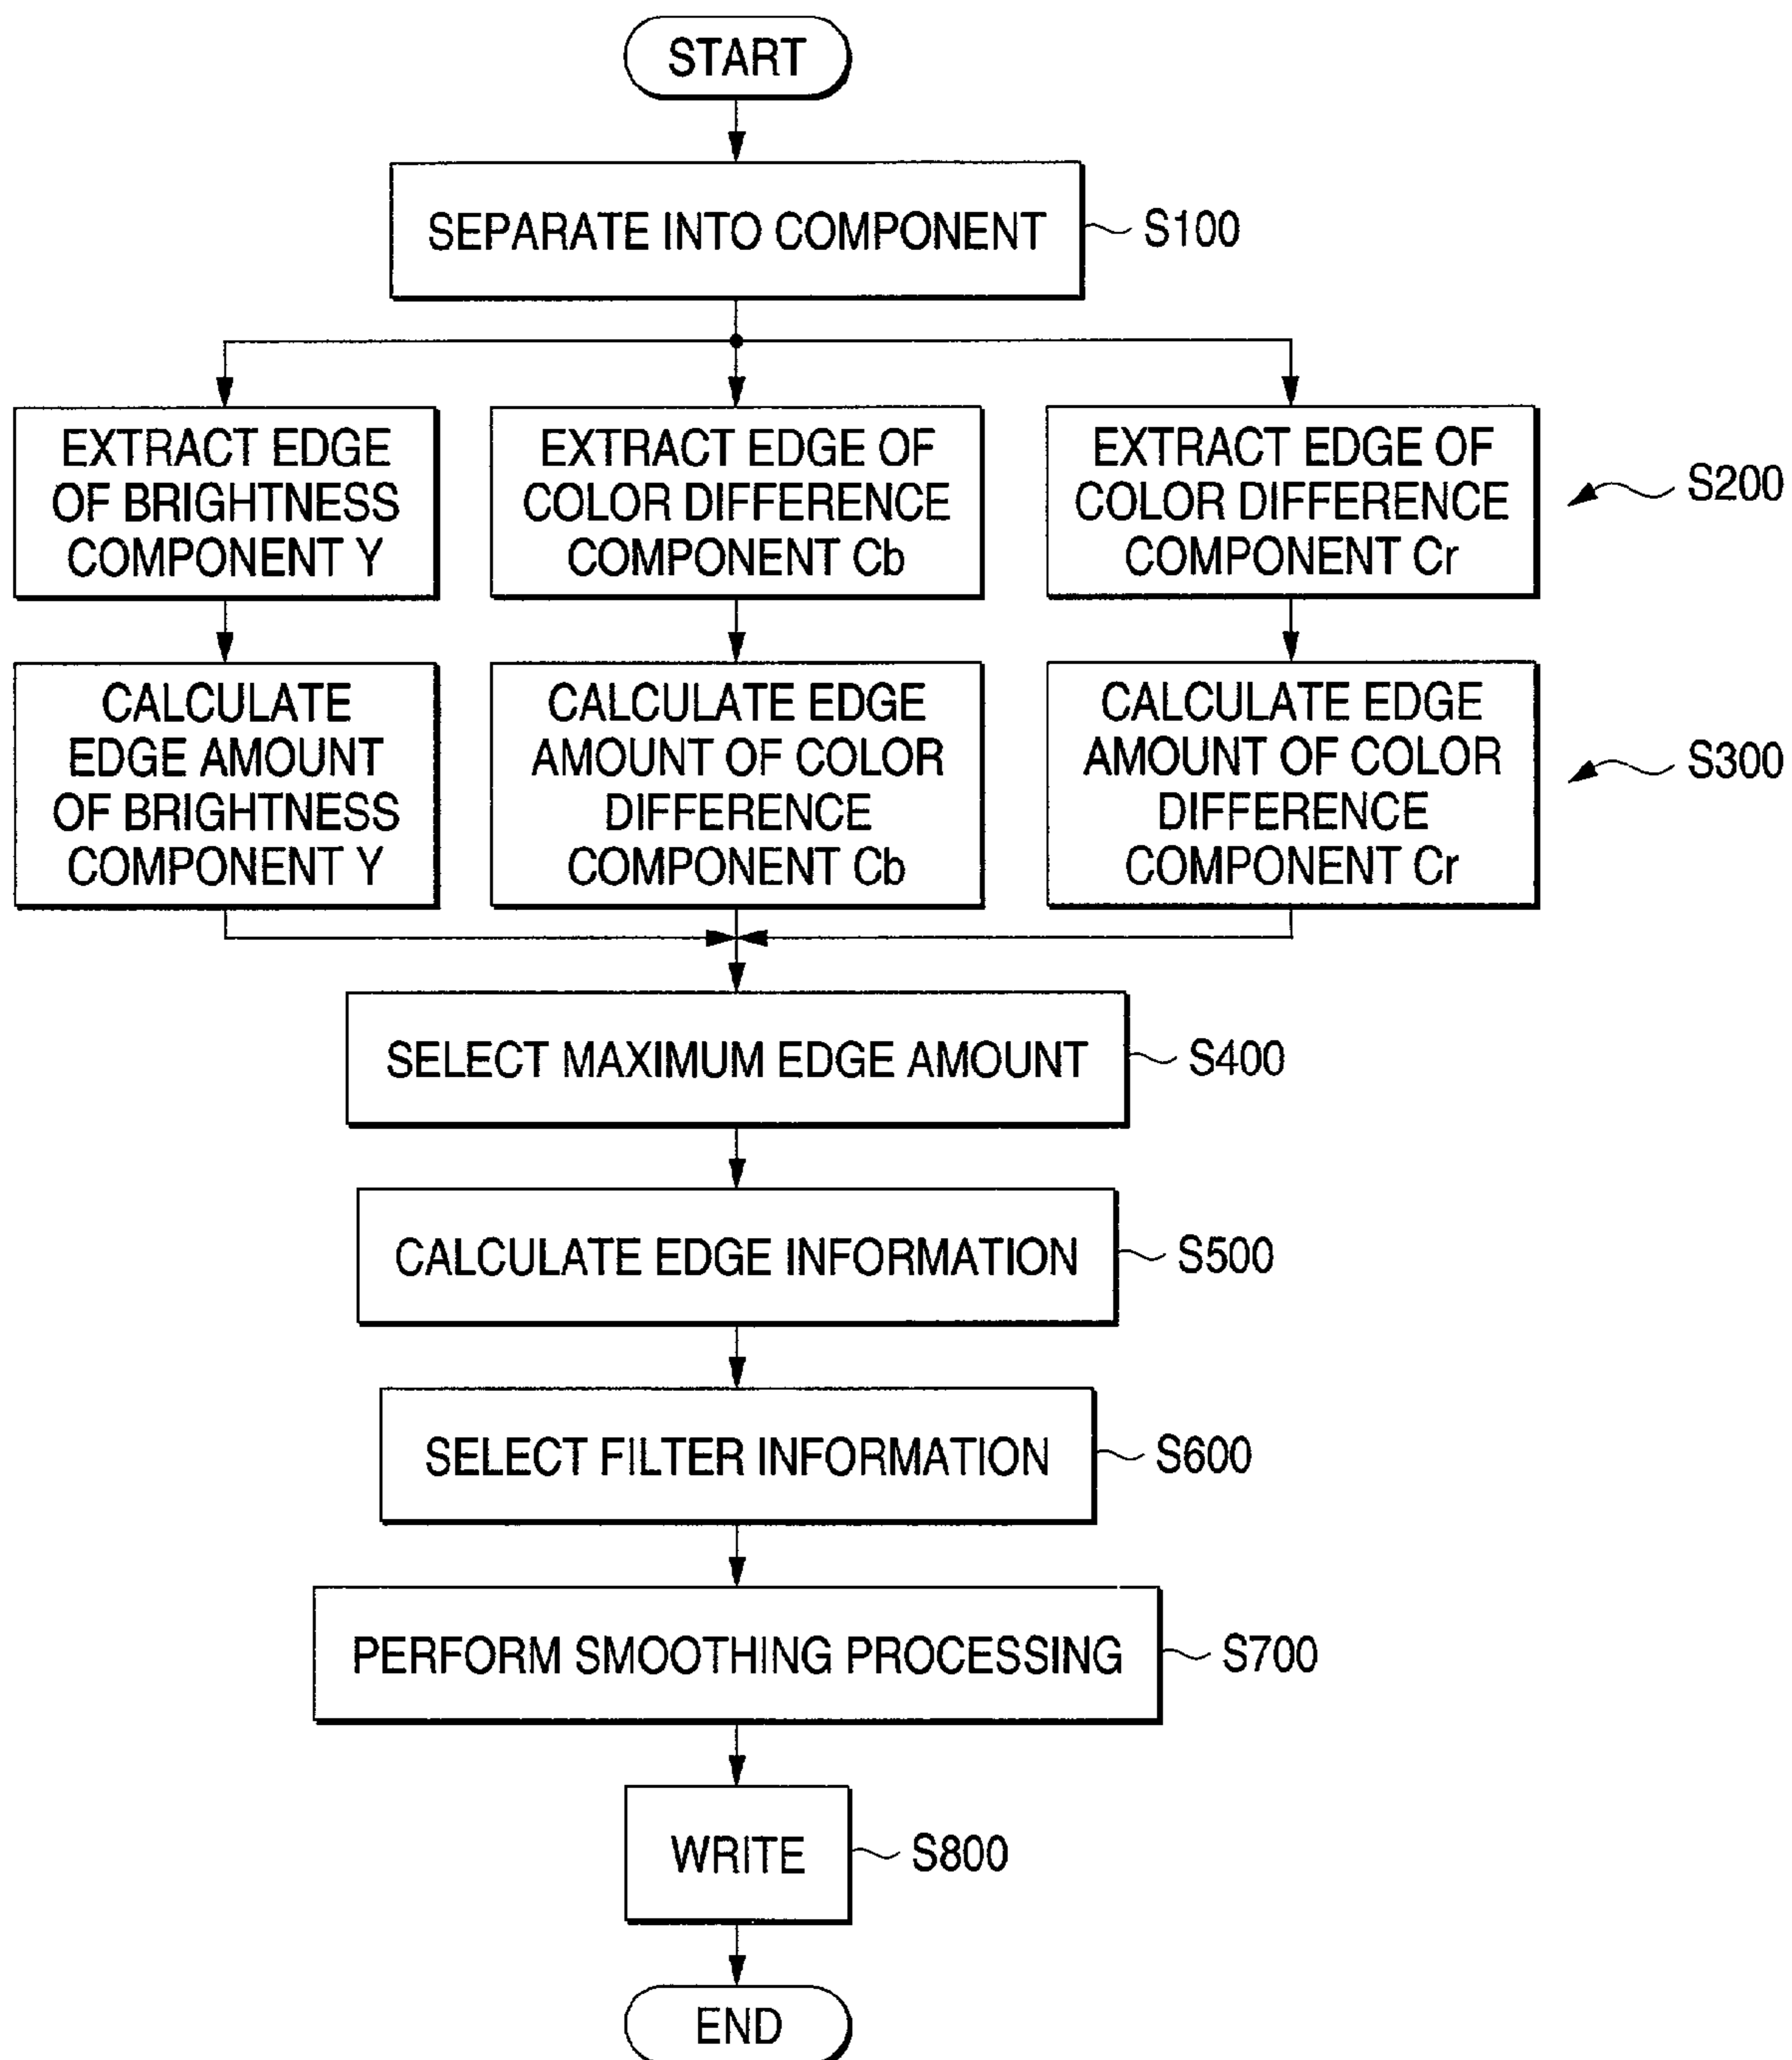 START
SEPARATE INTO COMPONENT
S100
EXTRACT EDGE
OF BRIGHTNESS
COMPONENT Y
EXTRACT EDGE OF
COLOR DIFFERENCE
COMPONENT Cb
EXTRACT EDGE OF
COLOR DIFFERENCE
COMPONENT Cr
S200
CALCULATE
EDGE AMOUNT
OF BRIGHTNESS
COMPONENT Y
CALCULATE EDGE
AMOUNT OF COLOR
DIFFERENCE
COMPONENT Cb
CALCULATE EDGE
AMOUNT OF COLOR
DIFFERENCE
COMPONENT Cr
S300
SELECT MAXIMUM EDGE AMOUNT
S400
CALCULATE EDGE INFORMATION
S500
SELECT FILTER INFORMATION
S600
PERFORM SMOOTHING PROCESSING
S700
WRITE
S800
END